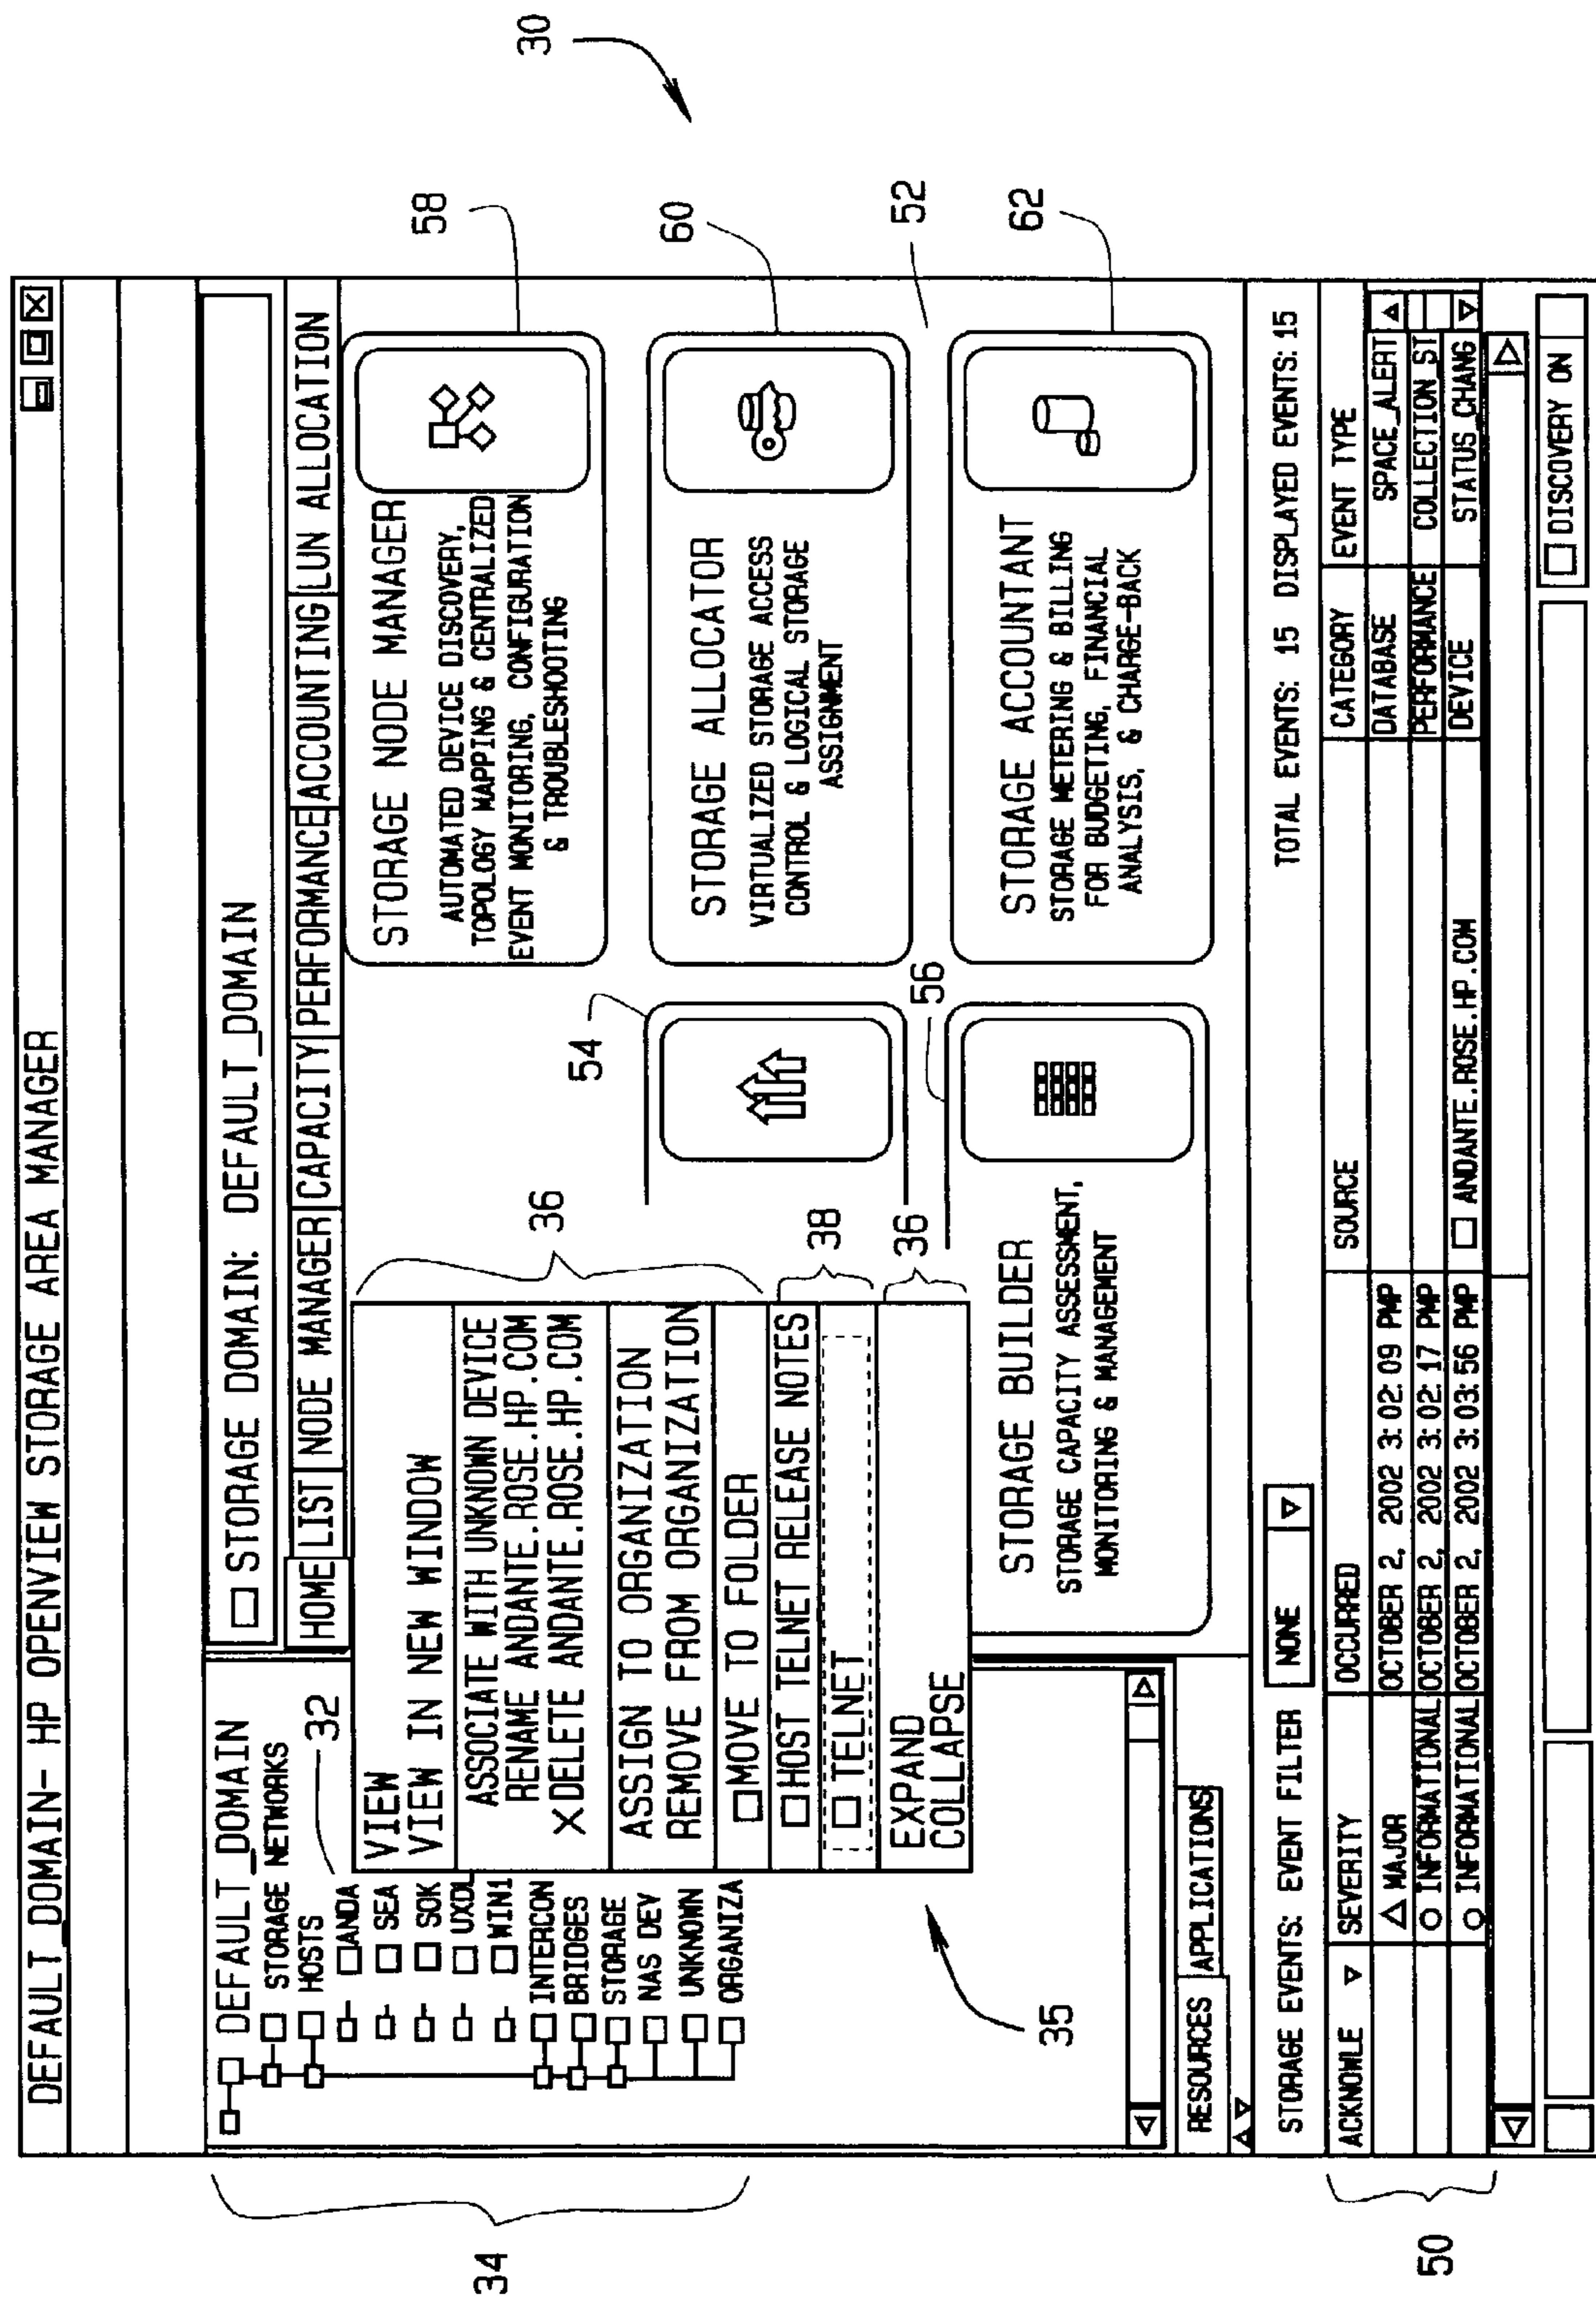 DEFAULT_DOMAIN- HP OPENVIEW STORAGE AREA MANAGER
30
DEFAULT_DOMAIN
STORAGE NETWORKS
HOSTS
32
ANDA
SEA
SOK
UXDL
WIN1
INTERCON
BRIDGES
STORAGE
NAS DEV
UNKNOWN
ORGANIZA
34
35
STORAGE DOMAIN: DEFAULT_DOMAIN
HOME LIST NODE MANAGER CAPACITY PERFORMANCE ACCOUNTING LUN ALLOCATION
VIEW
VIEW IN NEW WINDOW
ASSOCIATE WITH UNKNOWN DEVICE
RENAME ANDANTE.ROSE.HP.COM
X DELETE ANDANTE.ROSE.HP.COM
ASSIGN TO ORGANIZATION
REMOVE FROM ORGANIZATION
MOVE TO FOLDER
HOST TELNET RELEASE NOTES
TELNET
EXPAND
COLLAPSE
36
38
36
54
56
STORAGE NODE MANAGER
AUTOMATED DEVICE DISCOVERY,
TOPOLOGY MAPPING & CENTRALIZED
EVENT MONITORING, CONFIGURATION
& TROUBLESHOOTING
58
STORAGE ALLOCATOR
VIRTUALIZED STORAGE ACCESS
CONTROL & LOGICAL STORAGE
ASSIGNMENT
60
52
STORAGE BUILDER
STORAGE CAPACITY ASSESSMENT,
MONITORING & MANAGEMENT
STORAGE ACCOUNTANT
STORAGE METERING & BILLING
FOR BUDGETING, FINANCIAL
ANALYSIS, & CHARGE-BACK
62
RESOURCES APPLICATIONS
STORAGE EVENTS: EVENT FILTER NONE TOTAL EVENTS: 15 DISPLAYED EVENTS: 15
ACKNOWLE SEVERITY OCCURRED SOURCE CATEGORY EVENT TYPE
MAJOR OCTOBER 2, 2002 3:02:09 PMP DATABASE SPACE_ALERT
INFORMATIONAL OCTOBER 2, 2002 3:02:17 PMP PERFORMANCE COLLECTION_ST
INFORMATIONAL OCTOBER 2, 2002 3:03:56 PMP ANDANTE.ROSE.HP.COM DEVICE STATUS_CHANG
50
DISCOVERY ON